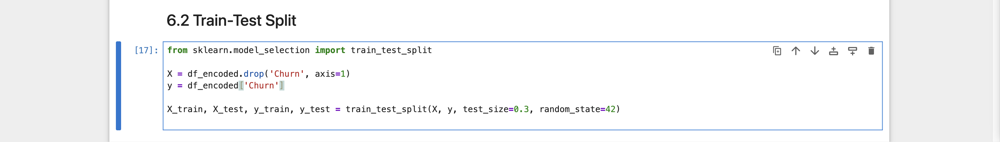 6.2 Train-Test Split
[17]:
from sklearn.model_selection import train_test_split
X = df_encoded.drop('Churn', axis=1)
y = df_encoded['Churn']
X_train, X_test, y_train, y_test = train_test_split(X, y, test_size=0.3, random_state=42)